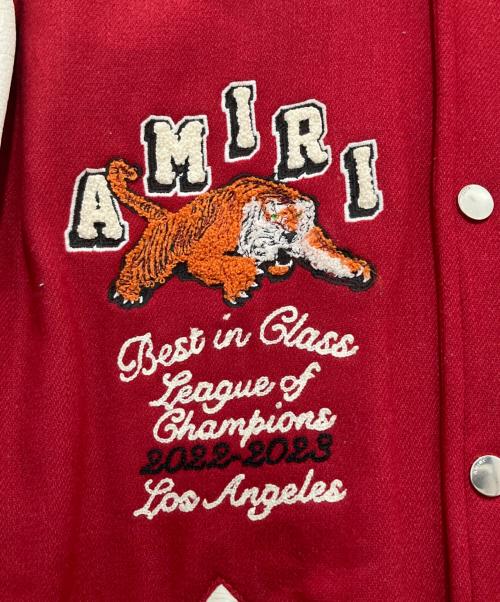 AMIRI
Best in Class
League of
Champions
2022-2023
Los Angeles